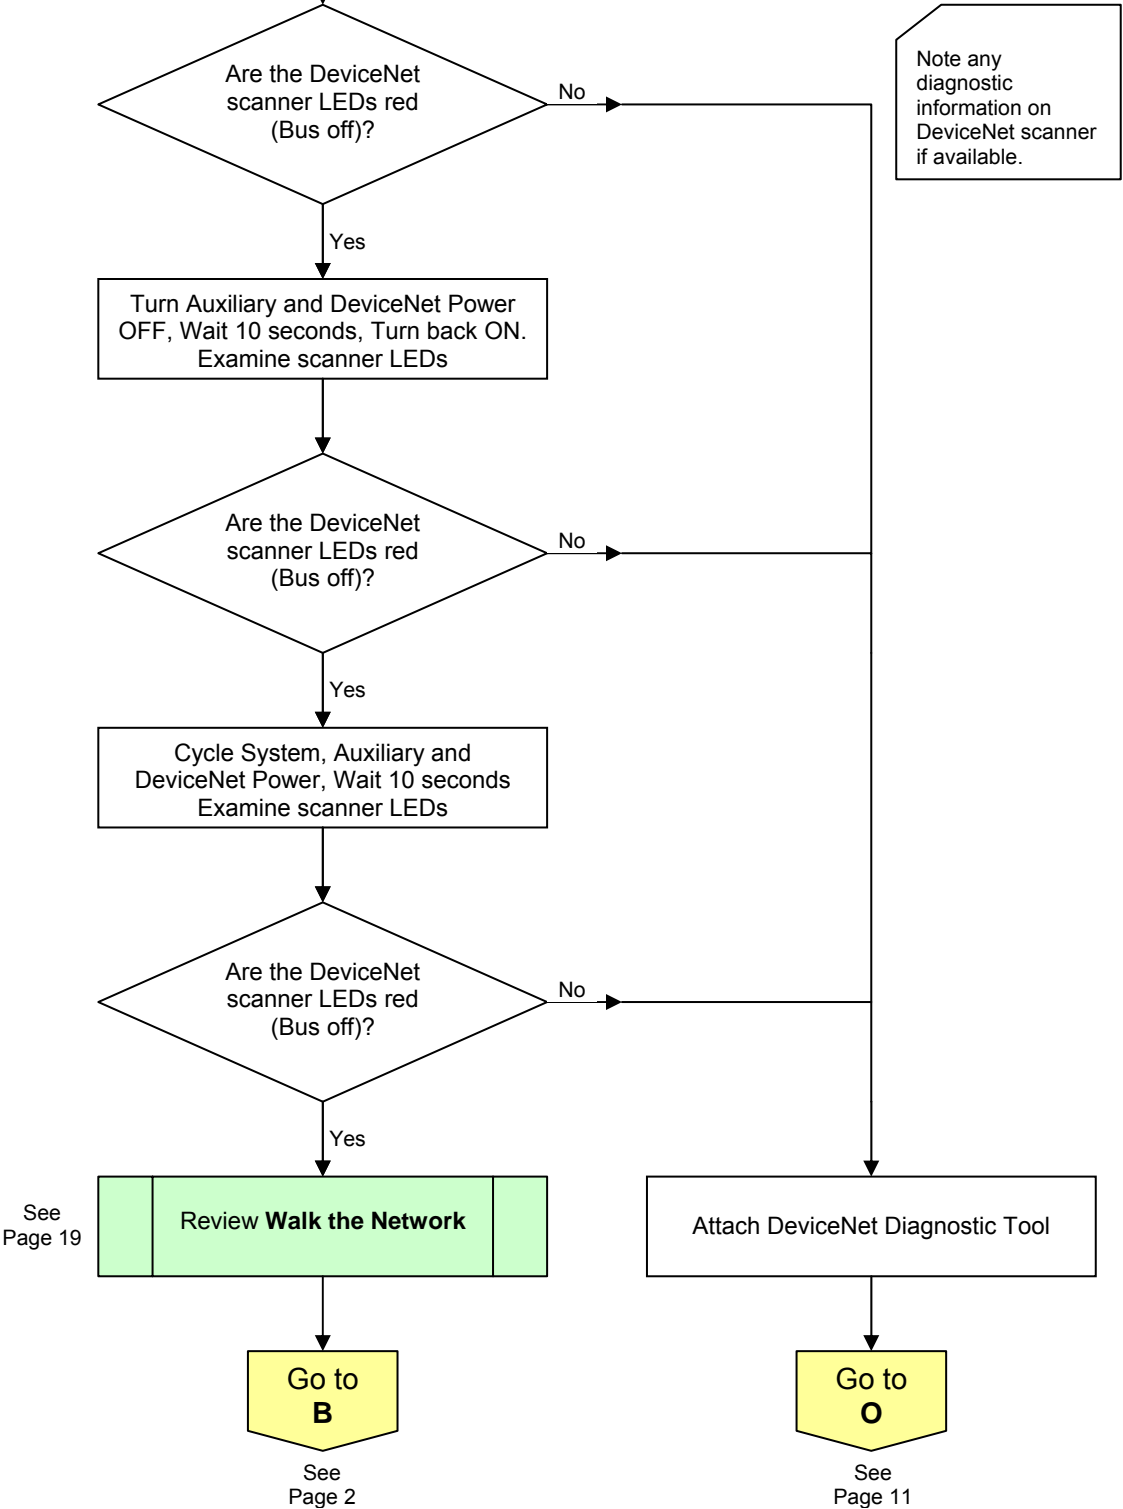 Are the DeviceNet
scanner LEDs red
(Bus off)?
No
Note any
diagnostic
information on
DeviceNet scanner
if available.
Yes
Turn Auxiliary and DeviceNet Power
OFF, Wait 10 seconds, Turn back ON.
Examine scanner LEDs
Are the DeviceNet
scanner LEDs red
(Bus off)?
No
Yes
Cycle System, Auxiliary and
DeviceNet Power, Wait 10 seconds
Examine scanner LEDs
Are the DeviceNet
scanner LEDs red
(Bus off)?
No
Yes
See
Page 19
Review Walk the Network
Attach DeviceNet Diagnostic Tool
Go to
B
See
Page 2
Go to
O
See
Page 11